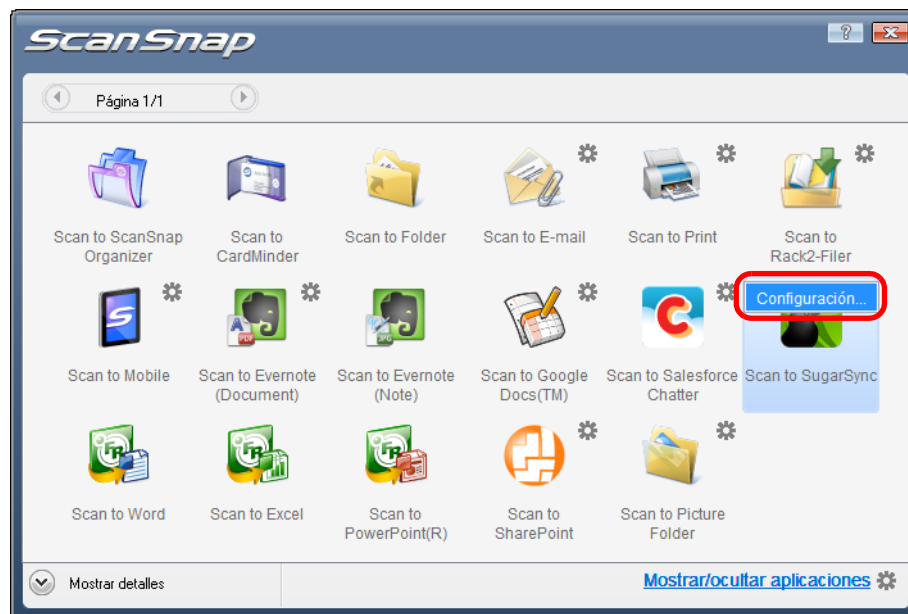 ScanSnap
?
Página 1/1
Scan to ScanSnap
Organizer
Scan to
CardMinder
Scan to Folder
Scan to E-mail
Scan to Print
Scan to
Rack2-Filer
Configuración...
Scan to Mobile
Scan to Evernote
(Document)
Scan to Evernote
(Note)
Scan to Google
Docs(TM)
Scan to Salesforce
Chatter
Scan to SugarSync
Scan to Word
Scan to Excel
Scan to
PowerPoint(R)
Scan to
SharePoint
Scan to Picture
Folder
Mostrar detalles
Mostrar/ocultar aplicaciones